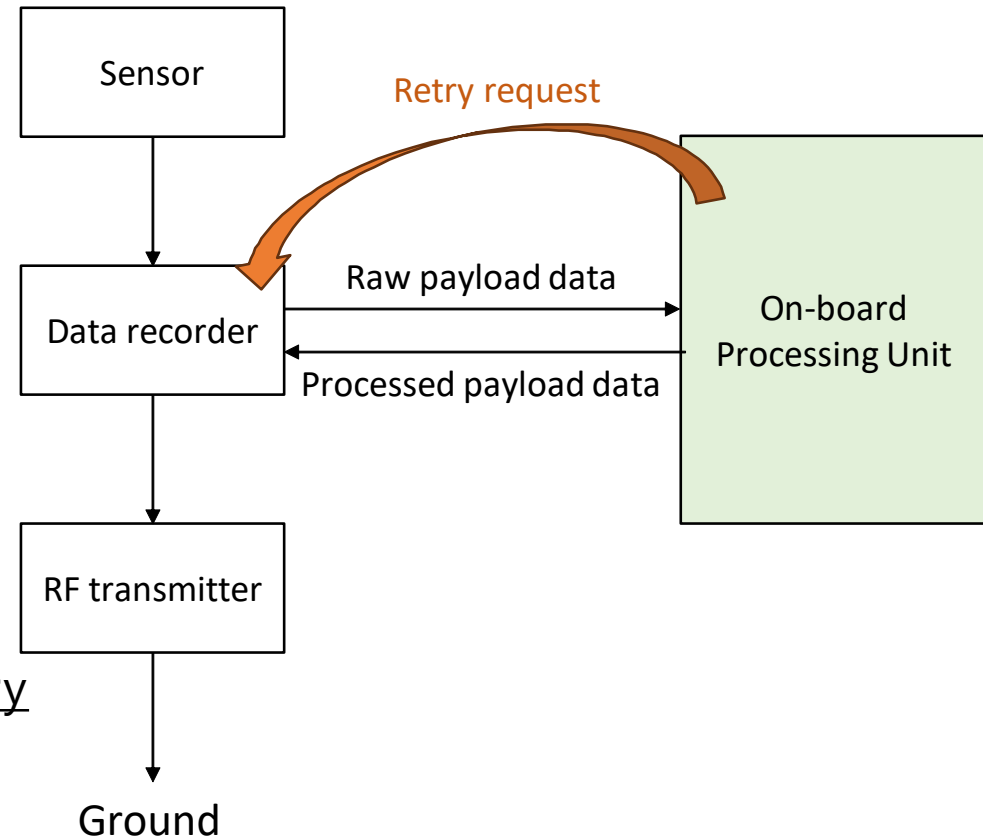 Sensor
Retry request
Raw payload data
Data recorder
On-board
Processing Unit
Processed payload data
RF transmitter
y
Ground